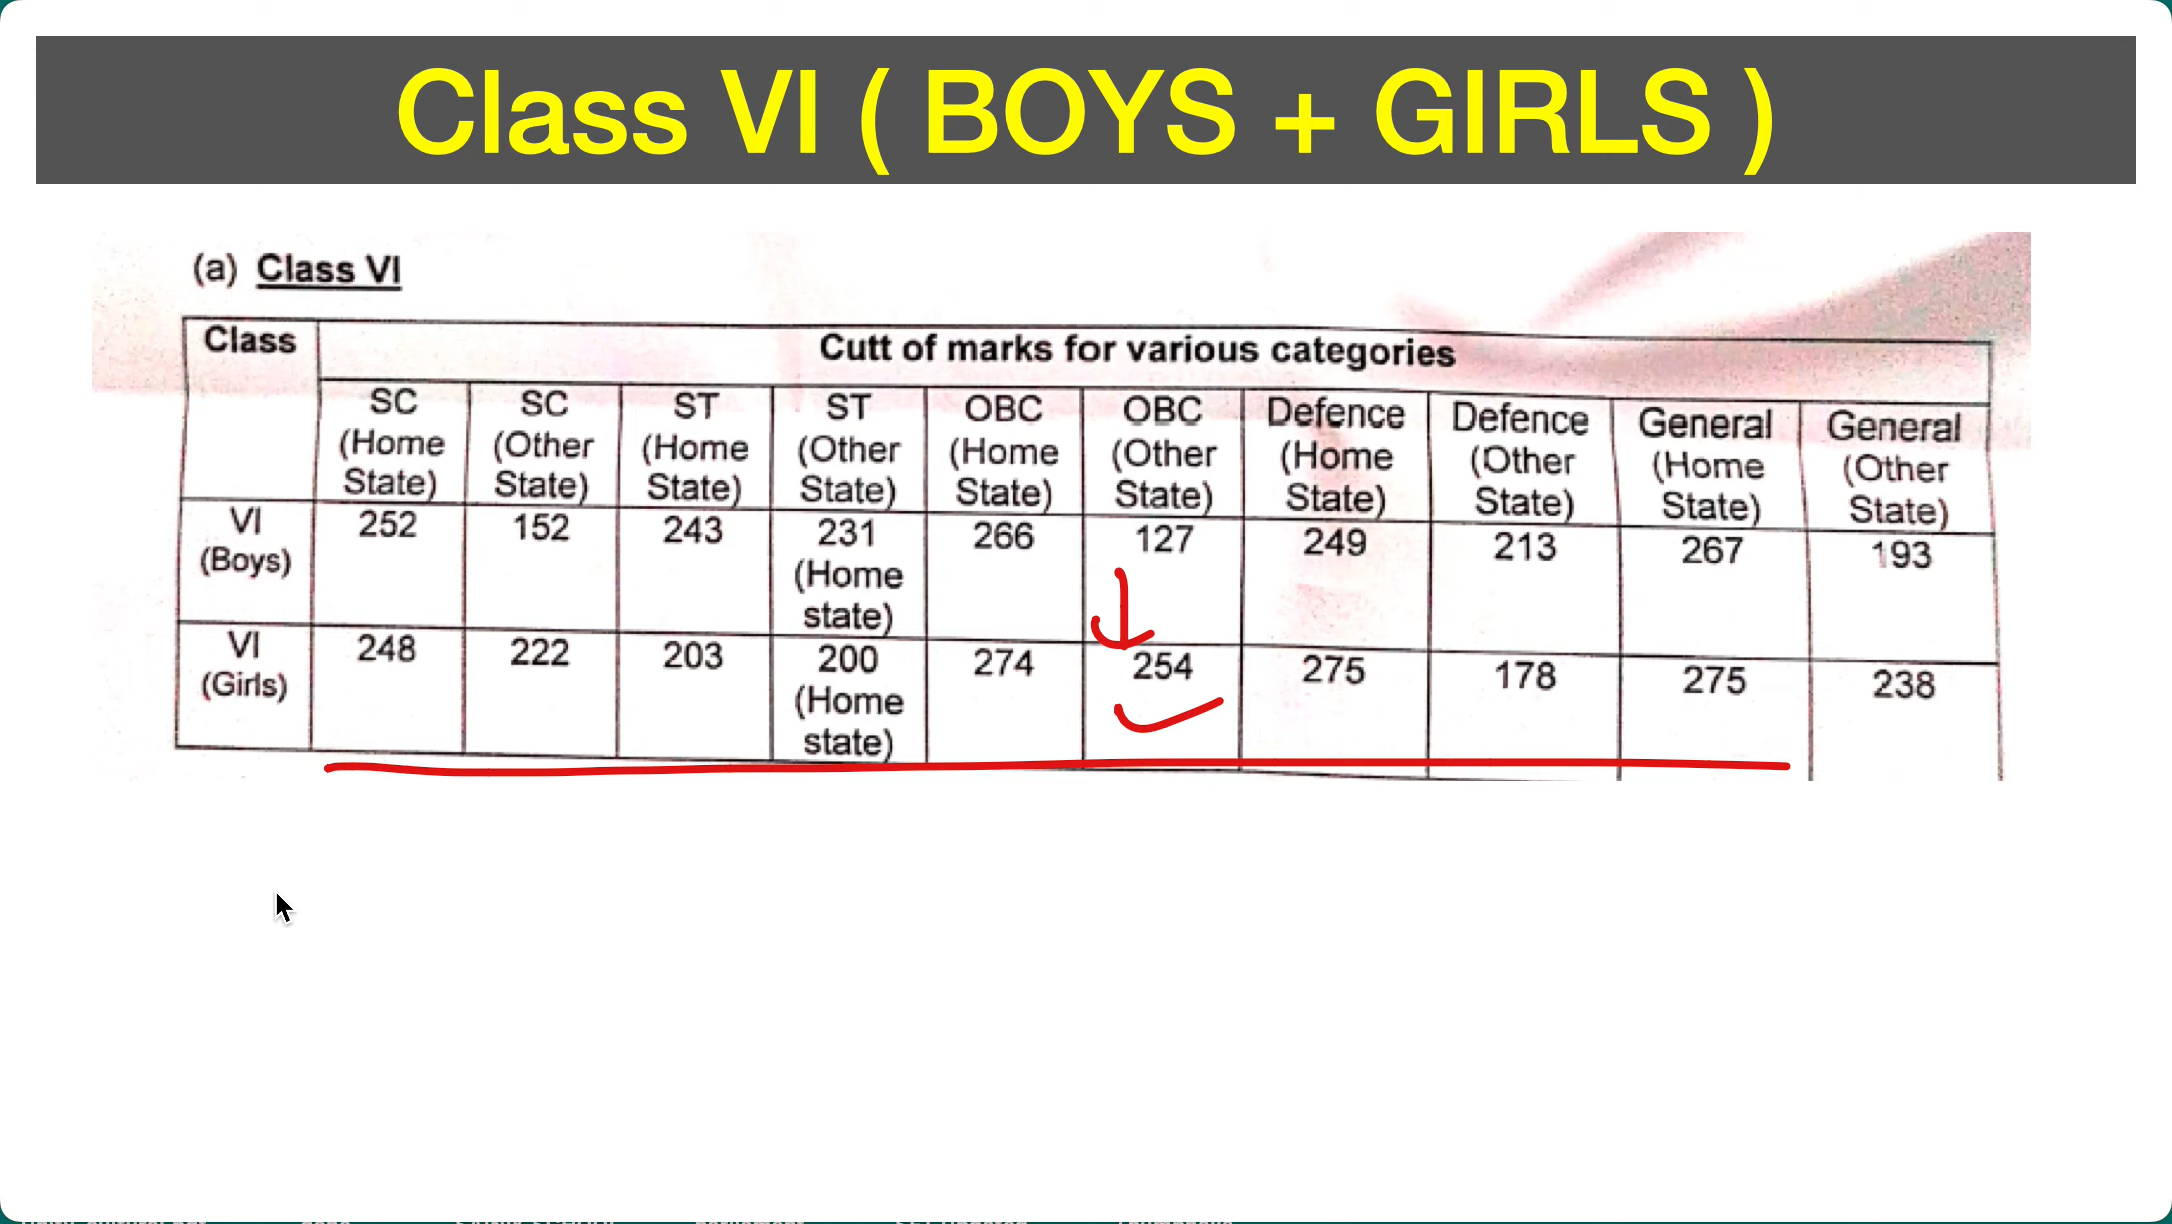 Class VI ( BOYS + GIRLS )
(a) Class VI
Class Cutt of marks for various categories
SC (Home State) SC (Other State) ST (Home State) ST (Other State) OBC (Home State) OBC (Other State) Defence (Home State) Defence (Other State) General (Home State) General (Other State)
VI (Boys) 252 152 243 231 (Home state) 266 127 249 213 267 193
VI (Girls) 248 222 203 200 (Home state) 274 254 275 178 275 238